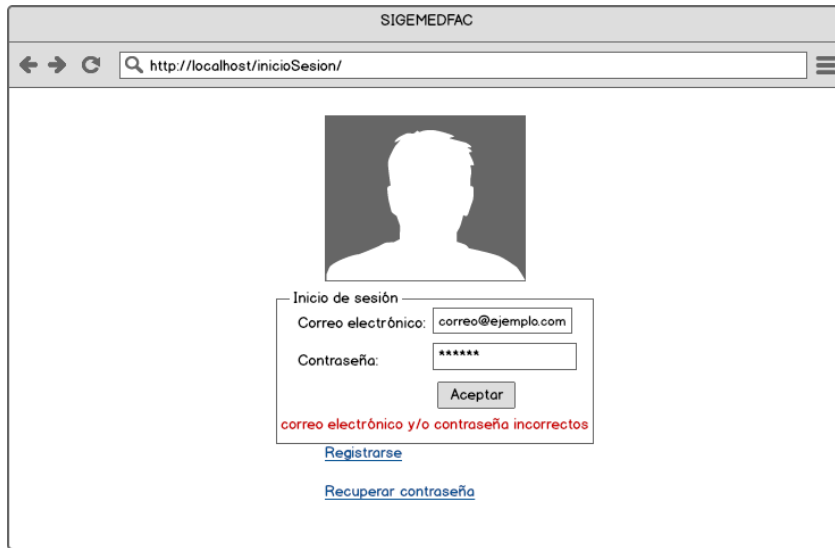 SIGEMEDFAC
http://localhost/inicioSesion/
Inicio de sesión
Correo electrónico: correo@ejemplo.com
Contraseña: ******
Aceptar
correo electrónico y/o contraseña incorrectos
Registrarse
Recuperar contraseña